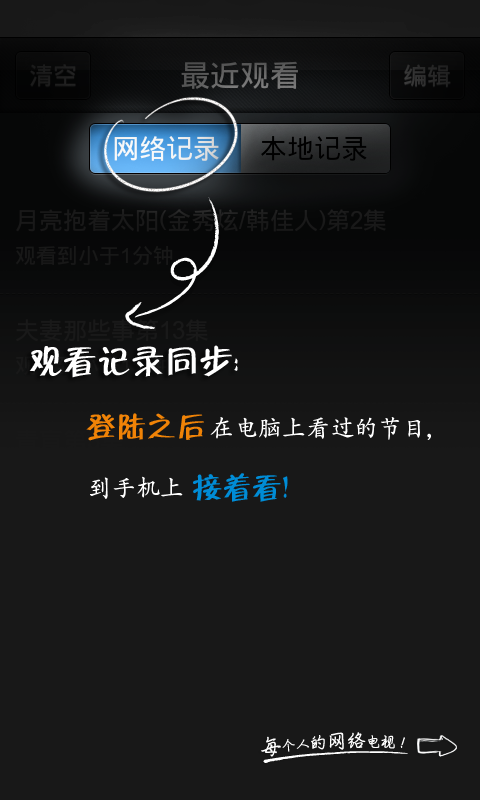 清空 最近观看 编辑
网络记录 本地记录
月亮抱着太阳(金秀炫/韩佳人)第2集
观看到小于1分钟
夫妻那些事第13集
观看记录同步:
登陆之后在电脑上看过的节目,
到手机上 接着看!
每个人的网络电视!